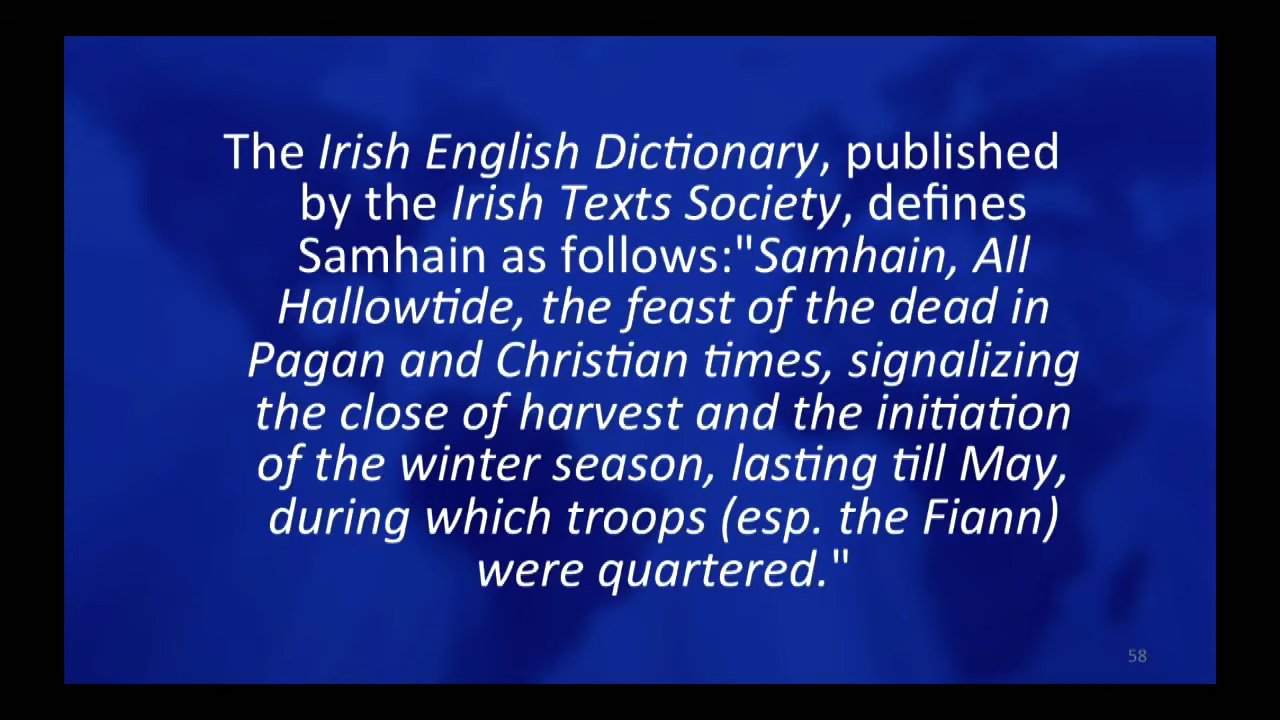 The Irish English Dictionary, published
by the Irish Texts Society, defines
Samhain as follows:"Samhain, All
Hallowtide, the feast of the dead in
Pagan and Christian times, signalizing
the close of harvest and the initiation
of the winter season, lasting till May,
during which troops (esp. the Fiann)
were quartered."
58